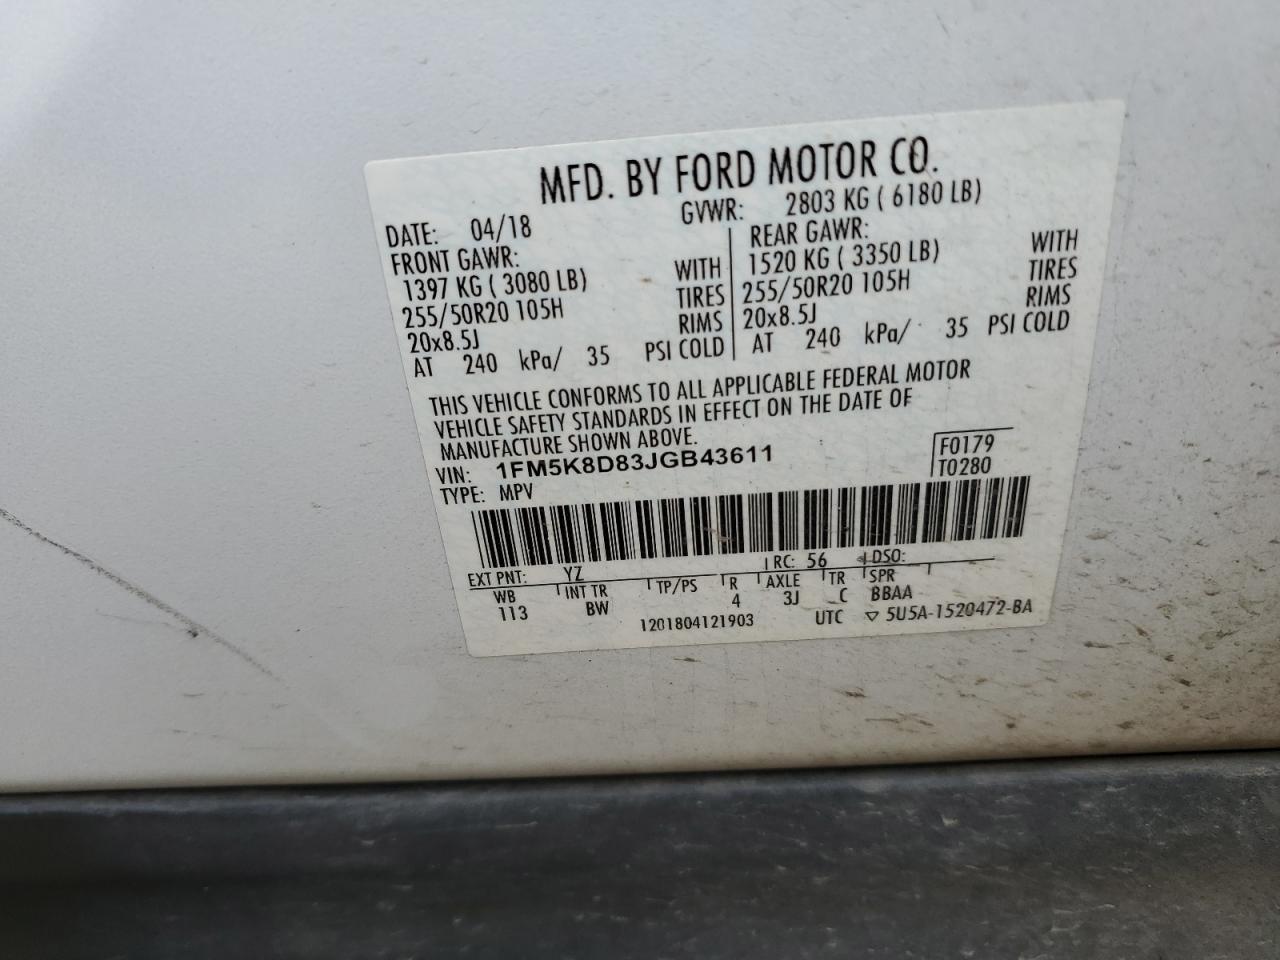 MFD. BY FORD MOTOR CO.
DATE: 04/18 GVWR: 2803 KG ( 6180 LB)
FRONT GAWR: REAR GAWR:
1397 KG ( 3080 LB) WITH 1520 KG ( 3350 LB) WITH
255/50R20 105H TIRES 255/50R20 105H TIRES
20x8.5J RIMS 20x8.5J RIMS
AT 240 kPa/ 35 PSI COLD AT 240 kPa/ 35 PSI COLD
THIS VEHICLE CONFORMS TO ALL APPLICABLE FEDERAL MOTOR
VEHICLE SAFETY STANDARDS IN EFFECT ON THE DATE OF
MANUFACTURE SHOWN ABOVE.
VIN: 1FM5K8D83JGB43611 F0179
TYPE: MPV T0280
EXT PNT: YZ RC: 56 DSO:
WB INT TR TP/PS R AXLE TR SPR
113 BW 4 3J C BBAA
1201804121903 UTC ▽ 5U5A-1520472-BA